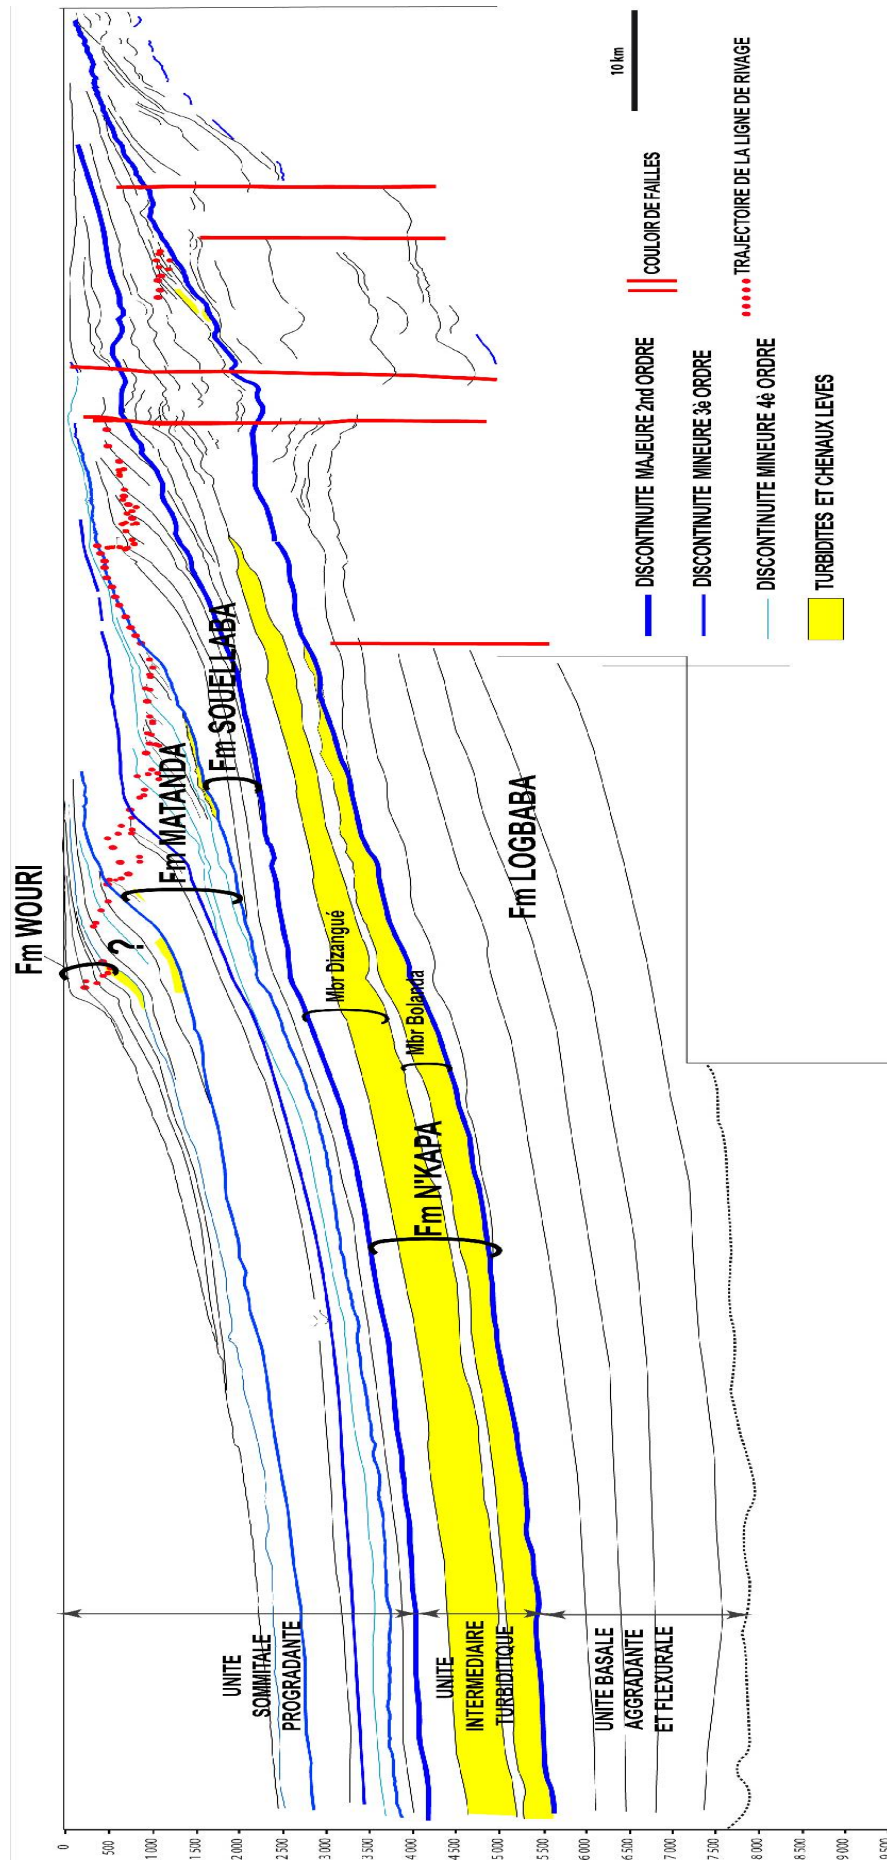 Fm WOURI
?
Fm MATANDA
Fm SOUELLABA
Mbr Dizangué
Mbr Bolanda
Fm N'KAPA
Fm LOGBABA
UNITE
SOMMITALE
PROGRADANTE
UNITE
INTERMEDIAIRE
TURBIDITIQUE
UNITE BASALE
AGGRADANTE
ET FLEXURALE
0
500
1 000
1 500
2 000
2 500
3 000
3 500
4 000
4 500
5 000
5 500
6 000
6 500
7 000
7 500
8 000
8 500
9 000
9 500
10 km
COULOIR DE FAILLES
TRAJECTOIRE DE LA LIGNE DE RIVAGE
DISCONTINUITE MAJEURE 2nd ORDRE
DISCONTINUITE MINEURE 3è ORDRE
DISCONTINUITE MINEURE 4è ORDRE
TURBIDITES ET CHENAUX LEVES